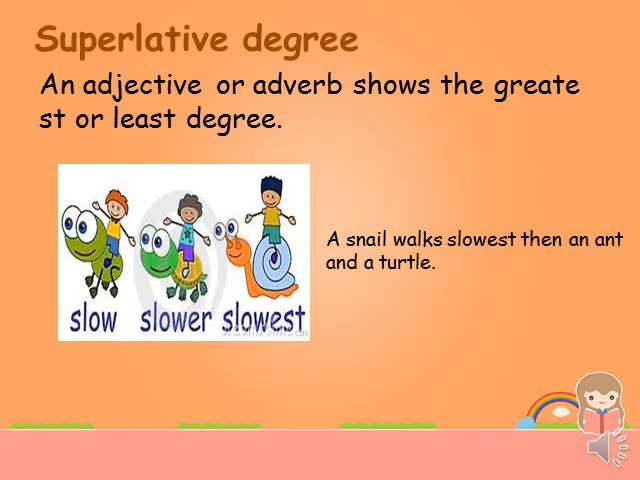 Superlative degree
An adjective or adverb shows the greate
st or least degree.
A snail walks slowest then an ant
and a turtle.
slow slower slowest